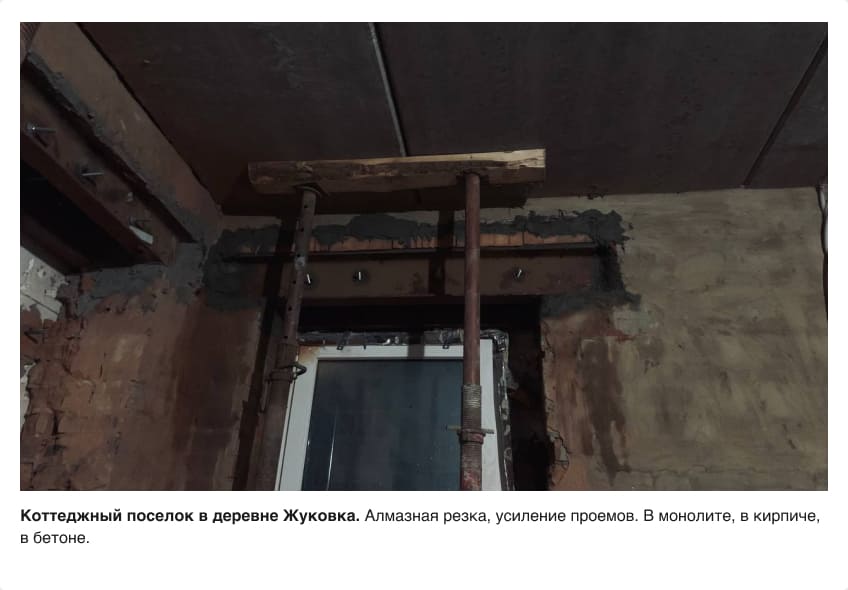 Коттеджный поселок в деревне Жуковка. Алмазная резка, усиление проемов. В монолите, в кирпиче,
в бетоне.